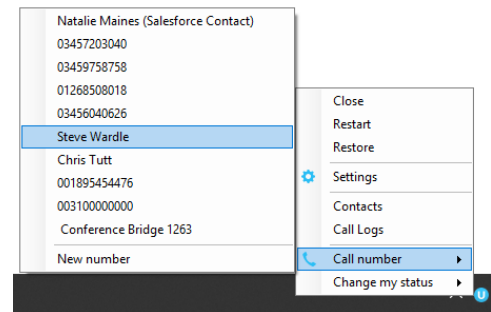 Natalie Maines (Salesforce Contact)
03457203040
03459758758
01268508018
03456040626
Steve Wardle
Chris Tutt
001895454476
003100000000
Conference Bridge 1263
New number
Close
Restart
Restore
Settings
Contacts
Call Logs
Call number
Change my status
U